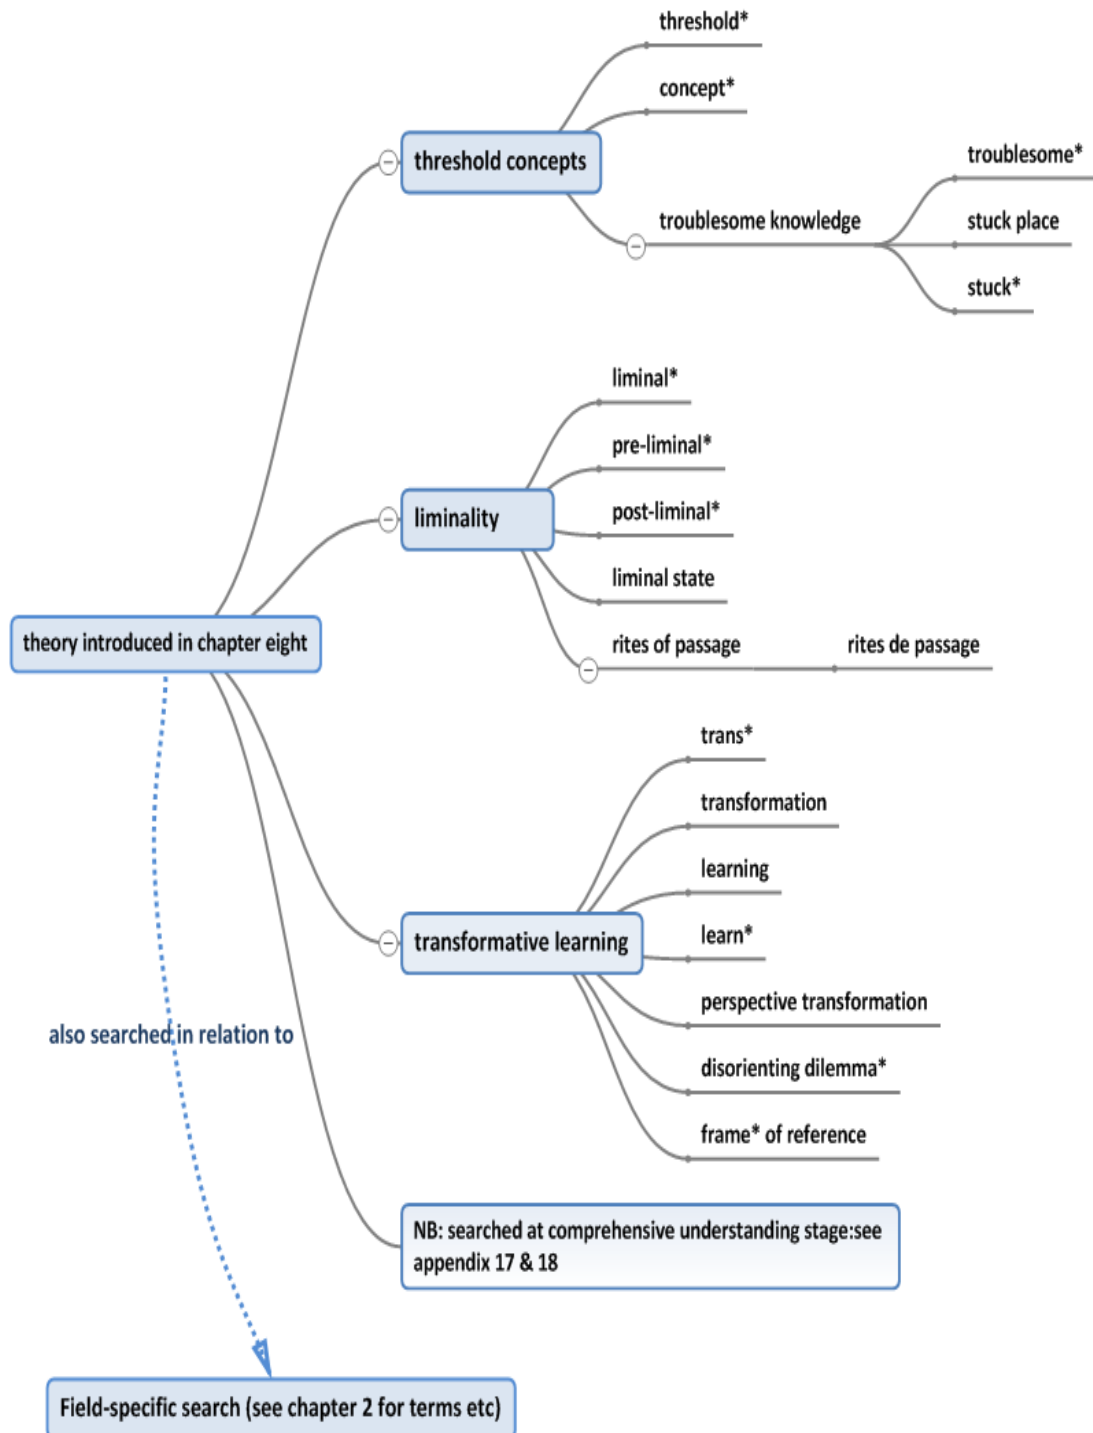 threshold*
concept*
threshold concepts
troublesome knowledge
troublesome*
stuck place
stuck*
liminal*
pre-liminal*
liminality
post-liminal*
liminal state
rites of passage
rites de passage
theory introduced in chapter eight
trans*
transformation
learning
learn*
transformative learning
perspective transformation
disorienting dilemma*
frame* of reference
also searched in relation to
NB: searched at comprehensive understanding stage:see
appendix 17 & 18
Field-specific search (see chapter 2 for terms etc)